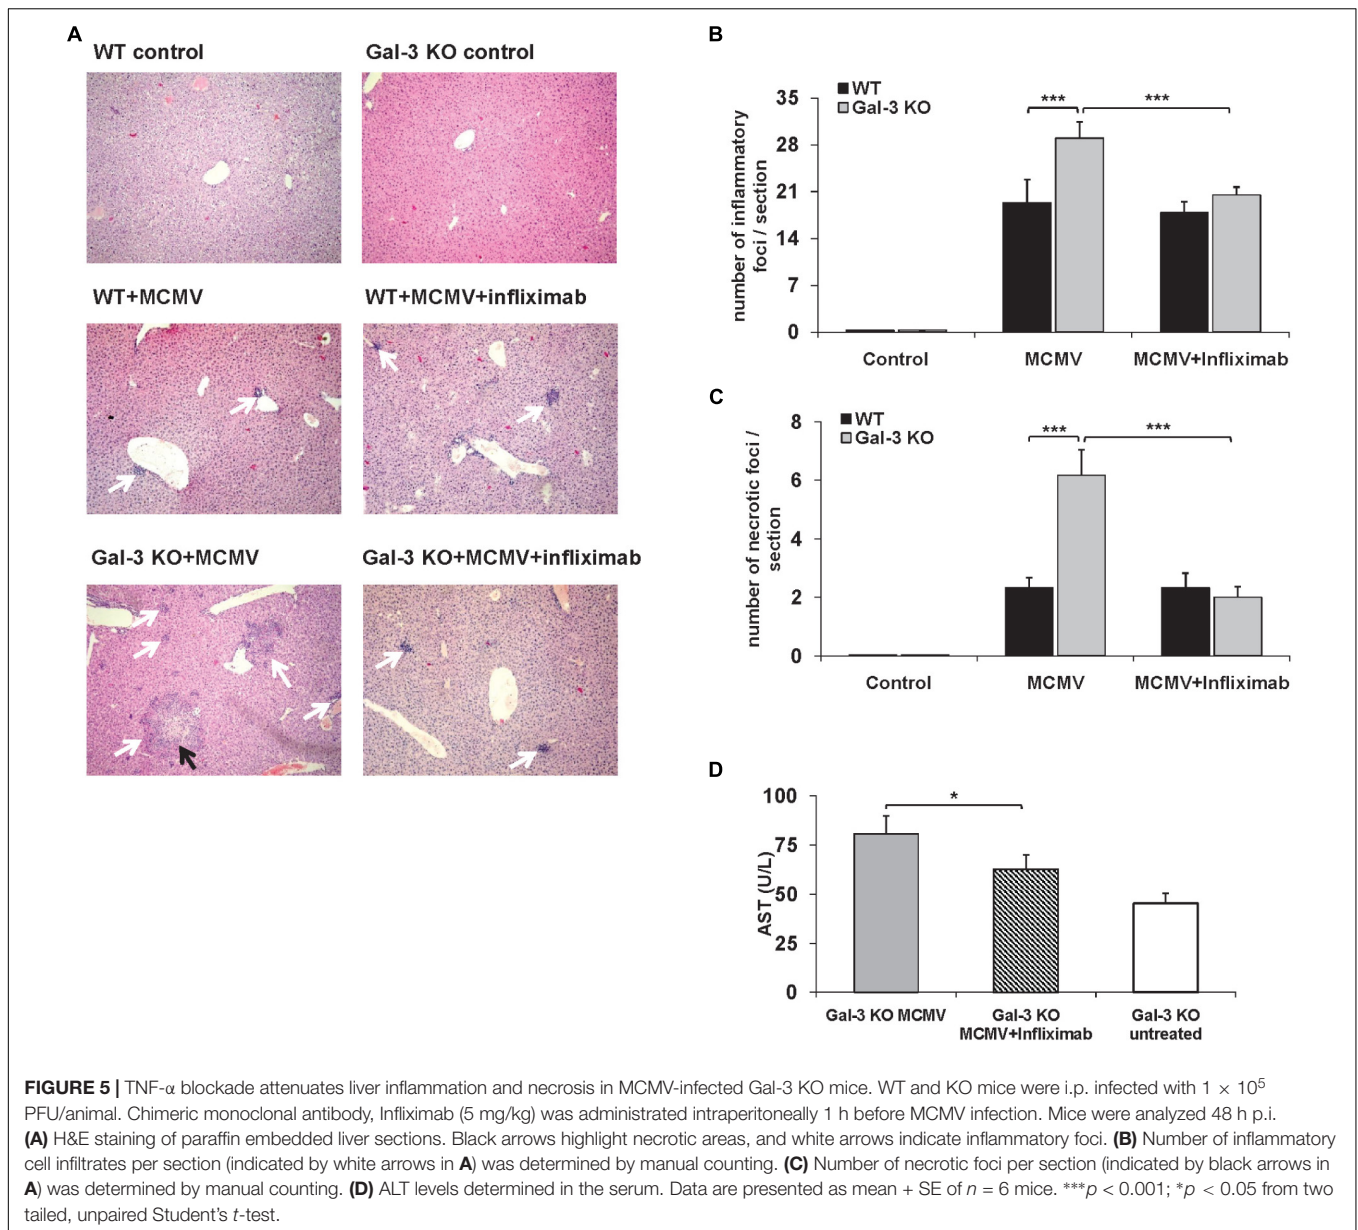 A
WT control
Gal-3 KO control
WT+MCMV
WT+MCMV+infliximab
Gal-3 KO+MCMV
Gal-3 KO+MCMV+infliximab
B
WT
Gal-3 KO
***
***
35
28
21
14
7
0
number of inflammatory
foci / section
Control
MCMV
MCMV+Infliximab
C
WT
Gal-3 KO
***
***
8
6
4
2
0
number of necrotic foci /
section
Control
MCMV
MCMV+Infliximab
D
*
100
75
50
25
0
AST (U/L)
Gal-3 KO MCMV
Gal-3 KO
MCMV+Infliximab
Gal-3 KO
untreated
FIGURE 5 | TNF-α blockade attenuates liver inflammation and necrosis in MCMV-infected Gal-3 KO mice. WT and KO mice were i.p. infected with 1 × 10⁵
PFU/animal. Chimeric monoclonal antibody, Infliximab (5 mg/kg) was administrated intraperitoneally 1 h before MCMV infection. Mice were analyzed 48 h p.i.
(A) H&E staining of paraffin embedded liver sections. Black arrows highlight necrotic areas, and white arrows indicate inflammatory foci. (B) Number of inflammatory
cell infiltrates per section (indicated by white arrows in A) was determined by manual counting. (C) Number of necrotic foci per section (indicated by black arrows in
A) was determined by manual counting. (D) ALT levels determined in the serum. Data are presented as mean + SE of n = 6 mice. ***p < 0.001; *p < 0.05 from two
tailed, unpaired Student's t-test.